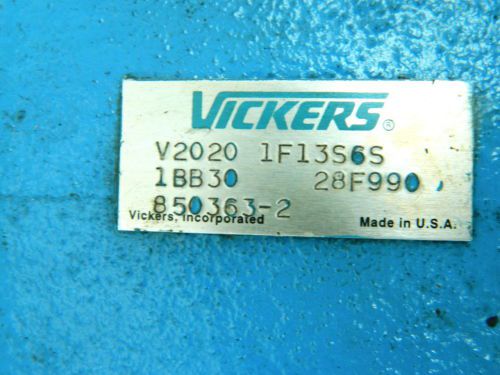 VICKERS®
V2020 1F13S6S
1BB30 28F990
850363-2
Vickers, Incorporated Made in U.S.A.